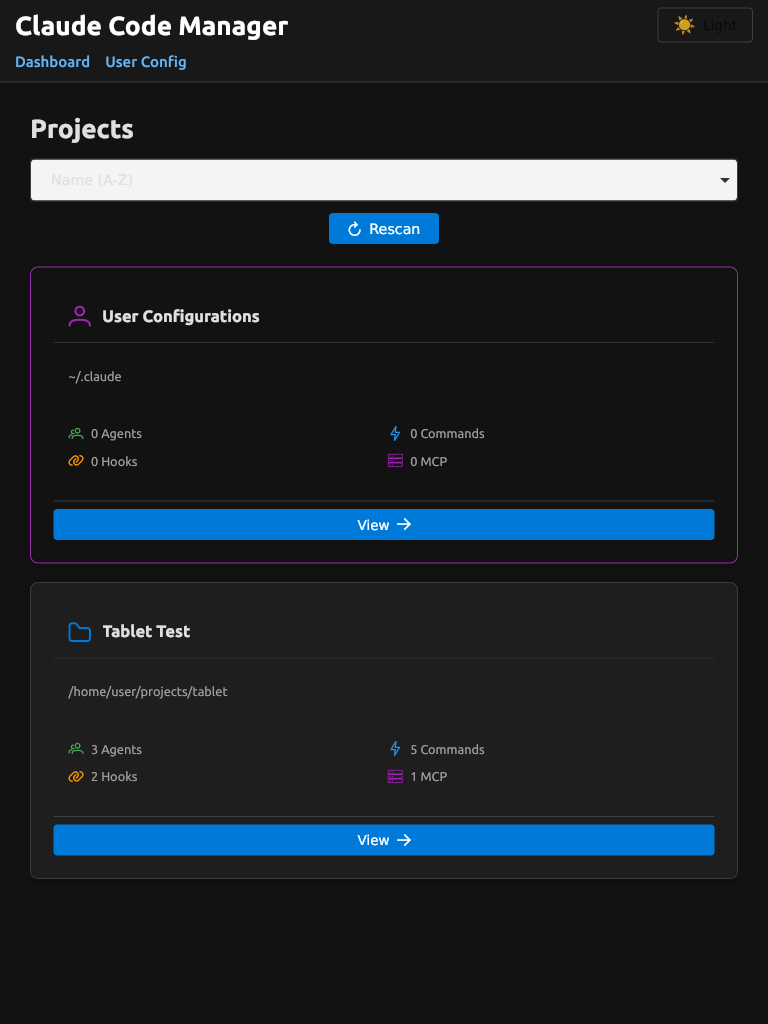 Claude Code Manager
Light
Dashboard User Config
Projects
Name (A-Z)
Rescan
User Configurations
~/.claude
0 Agents
0 Commands
0 Hooks
0 MCP
View
Tablet Test
/home/user/projects/tablet
3 Agents
5 Commands
2 Hooks
1 MCP
View